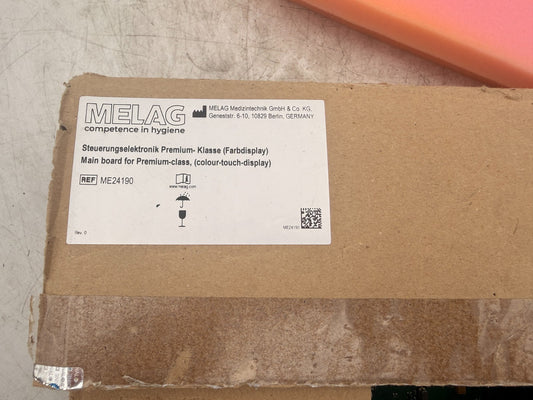 MELAG
competence in hygiene
MELAG Medizintechnik GmbH & Co. KG,
Geneststr. 6-10, 10829 Berlin, GERMANY
Steuerungselektronik Premium- Klasse (Farbdisplay)
Main board for Premium-class, (colour-touch-display)
REF ME24190
www.melag.com
Rev. 0
ME24190